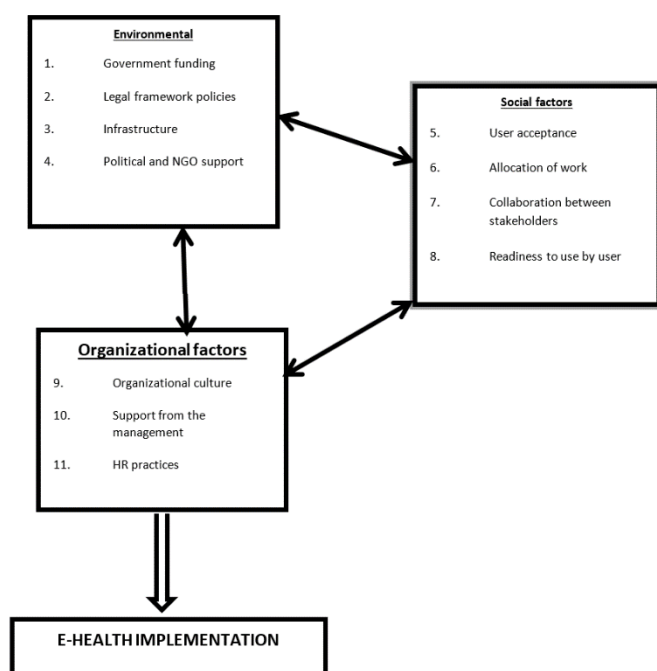 Environmental
1. Government funding
2. Legal framework policies
3. Infrastructure
4. Political and NGO support
Social factors
5. User acceptance
6. Allocation of work
7. Collaboration between
stakeholders
8. Readiness to use by user
Organizational factors
9. Organizational culture
10. Support from the
management
11. HR practices
E-HEALTH IMPLEMENTATION